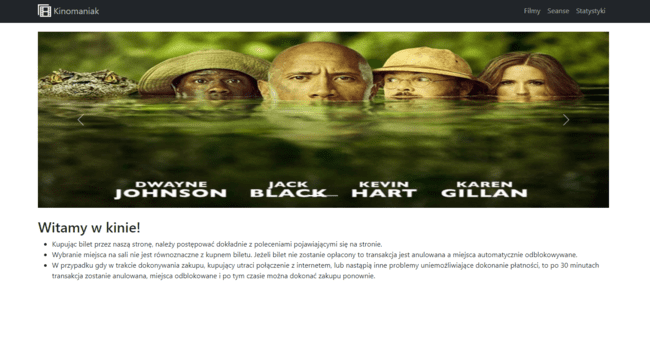 Kinomaniak
Filmy Seanse Statystyki
DWAYNE JACK KEVIN KAREN
JOHNSON BLACK HART GILLAN
Witamy w kinie!
Kupując bilet przez naszą stronę, należy postępować dokładnie z poleceniami pojawiającymi się na stronie.
Wybranie miejsca na sali nie jest równoznaczne z kupnem biletu. Jeżeli bilet nie zostanie opłacony to transakcja jest anulowana a miejsca automatycznie odblokowywane.
W przypadku gdy w trakcie dokonywania zakupu, kupujący utraci połączenie z internetem, lub nastąpią inne problemy uniemożliwiające dokonanie płatności, to po 30 minutach
transakcja zostanie anulowana, miejsca odblokowane i po tym czasie można dokonać zakupu ponownie.